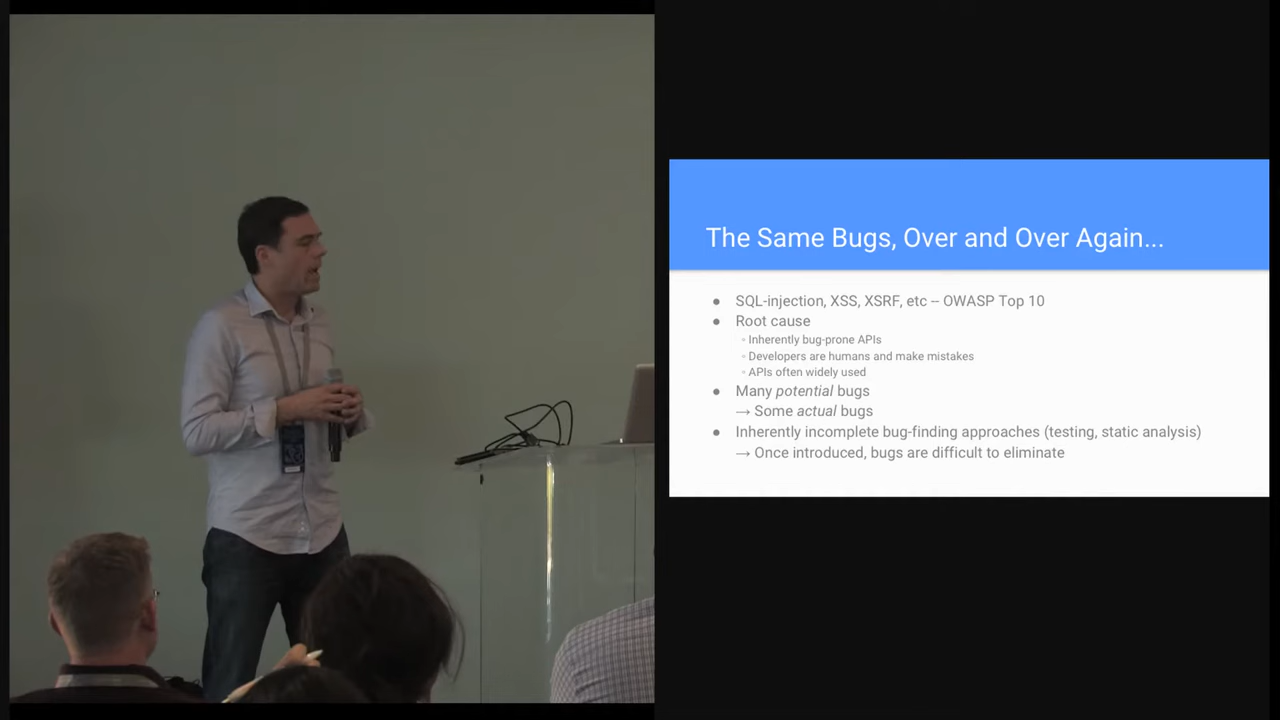 The Same Bugs, Over and Over Again...
● SQL-injection, XSS, XSRF, etc -- OWASP Top 10
● Root cause
◦ Inherently bug-prone APIs
◦ Developers are humans and make mistakes
◦ APIs often widely used
● Many potential bugs
→ Some actual bugs
● Inherently incomplete bug-finding approaches (testing, static analysis)
→ Once introduced, bugs are difficult to eliminate